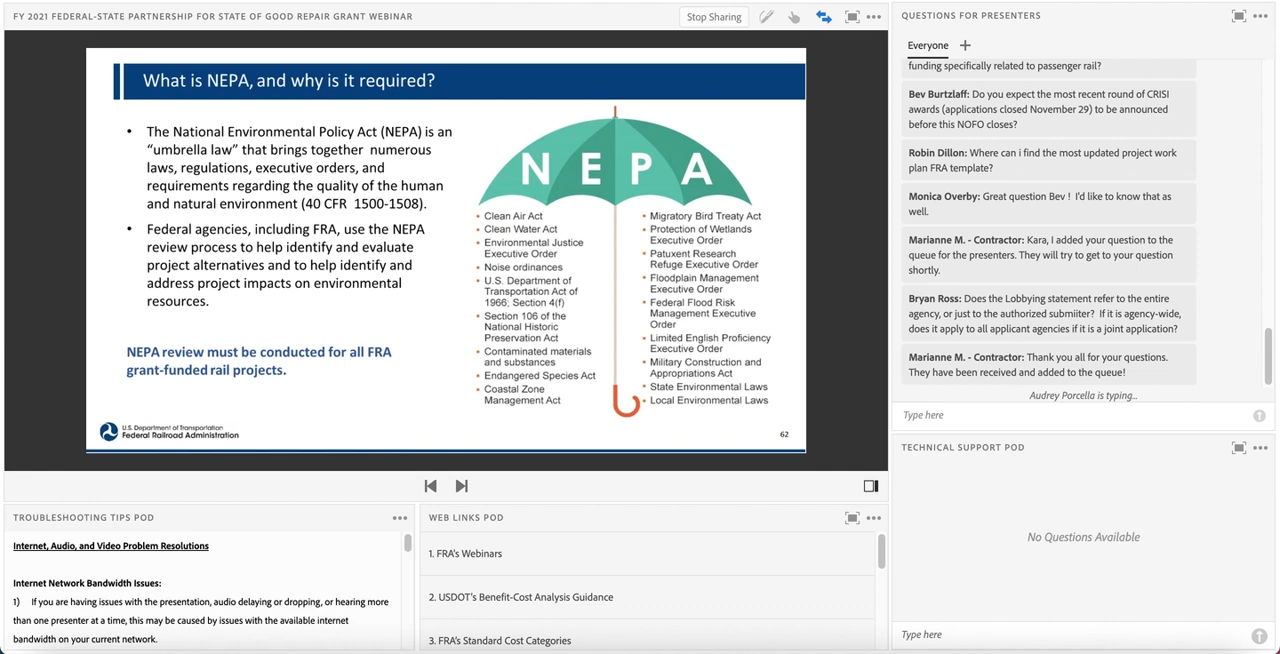 FY 2021 FEDERAL-STATE PARTNERSHIP FOR STATE OF GOOD REPAIR GRANT WEBINAR
Stop Sharing
What is NEPA, and why is it required?
• The National Environmental Policy Act (NEPA) is an
“umbrella law” that brings together numerous
laws, regulations, executive orders, and
requirements regarding the quality of the human
and natural environment (40 CFR 1500-1508).
• Federal agencies, including FRA, use the NEPA
review process to help identify and evaluate
project alternatives and to help identify and
address project impacts on environmental
resources.
NEPA review must be conducted for all FRA
grant-funded rail projects.
NEPA
• Clean Air Act
• Clean Water Act
• Environmental Justice
Executive Order
• Noise ordinances
• U.S. Department of
Transportation Act of
1966; Section 4(f)
• Section 106 of the
National Historic
Preservation Act
• Contaminated materials
and substances
• Endangered Species Act
• Coastal Zone
Management Act
• Migratory Bird Treaty Act
• Protection of Wetlands
Executive Order
• Patuxent Research
Refuge Executive Order
• Floodplain Management
Executive Order
• Federal Flood Risk
Management Executive
Order
• Limited English Proficiency
Executive Order
• Military Construction and
Appropriations Act
• State Environmental Laws
• Local Environmental Laws
U.S. Department of Transportation
Federal Railroad Administration
62
TROUBLESHOOTING TIPS POD
Internet, Audio, and Video Problem Resolutions
Internet Network Bandwidth Issues:
1) If you are having issues with the presentation, audio delaying or dropping, or hearing more
than one presenter at a time, this may be caused by issues with the available internet
bandwidth on your current network.
WEB LINKS POD
1. FRA's Webinars
2. USDOT's Benefit-Cost Analysis Guidance
3. FRA's Standard Cost Categories
QUESTIONS FOR PRESENTERS
Everyone
funding specifically related to passenger rail?
Bev Burtzlaff: Do you expect the most recent round of CRISI
awards (applications closed November 29) to be announced
before this NOFO closes?
Robin Dillon: Where can i find the most updated project work
plan FRA template?
Monica Overby: Great question Bev ! I'd like to know that as
well.
Marianne M. - Contractor: Kara, I added your question to the
queue for the presenters. They will try to get to your question
shortly.
Bryan Ross: Does the Lobbying statement refer to the entire
agency, or just to the authorized submiiter? If it is agency-wide,
does it apply to all applicant agencies if it is a joint application?
Marianne M. - Contractor: Thank you all for your questions.
They have been received and added to the queue!
Audrey Porcella is typing...
Type here
TECHNICAL SUPPORT POD
No Questions Available
Type here